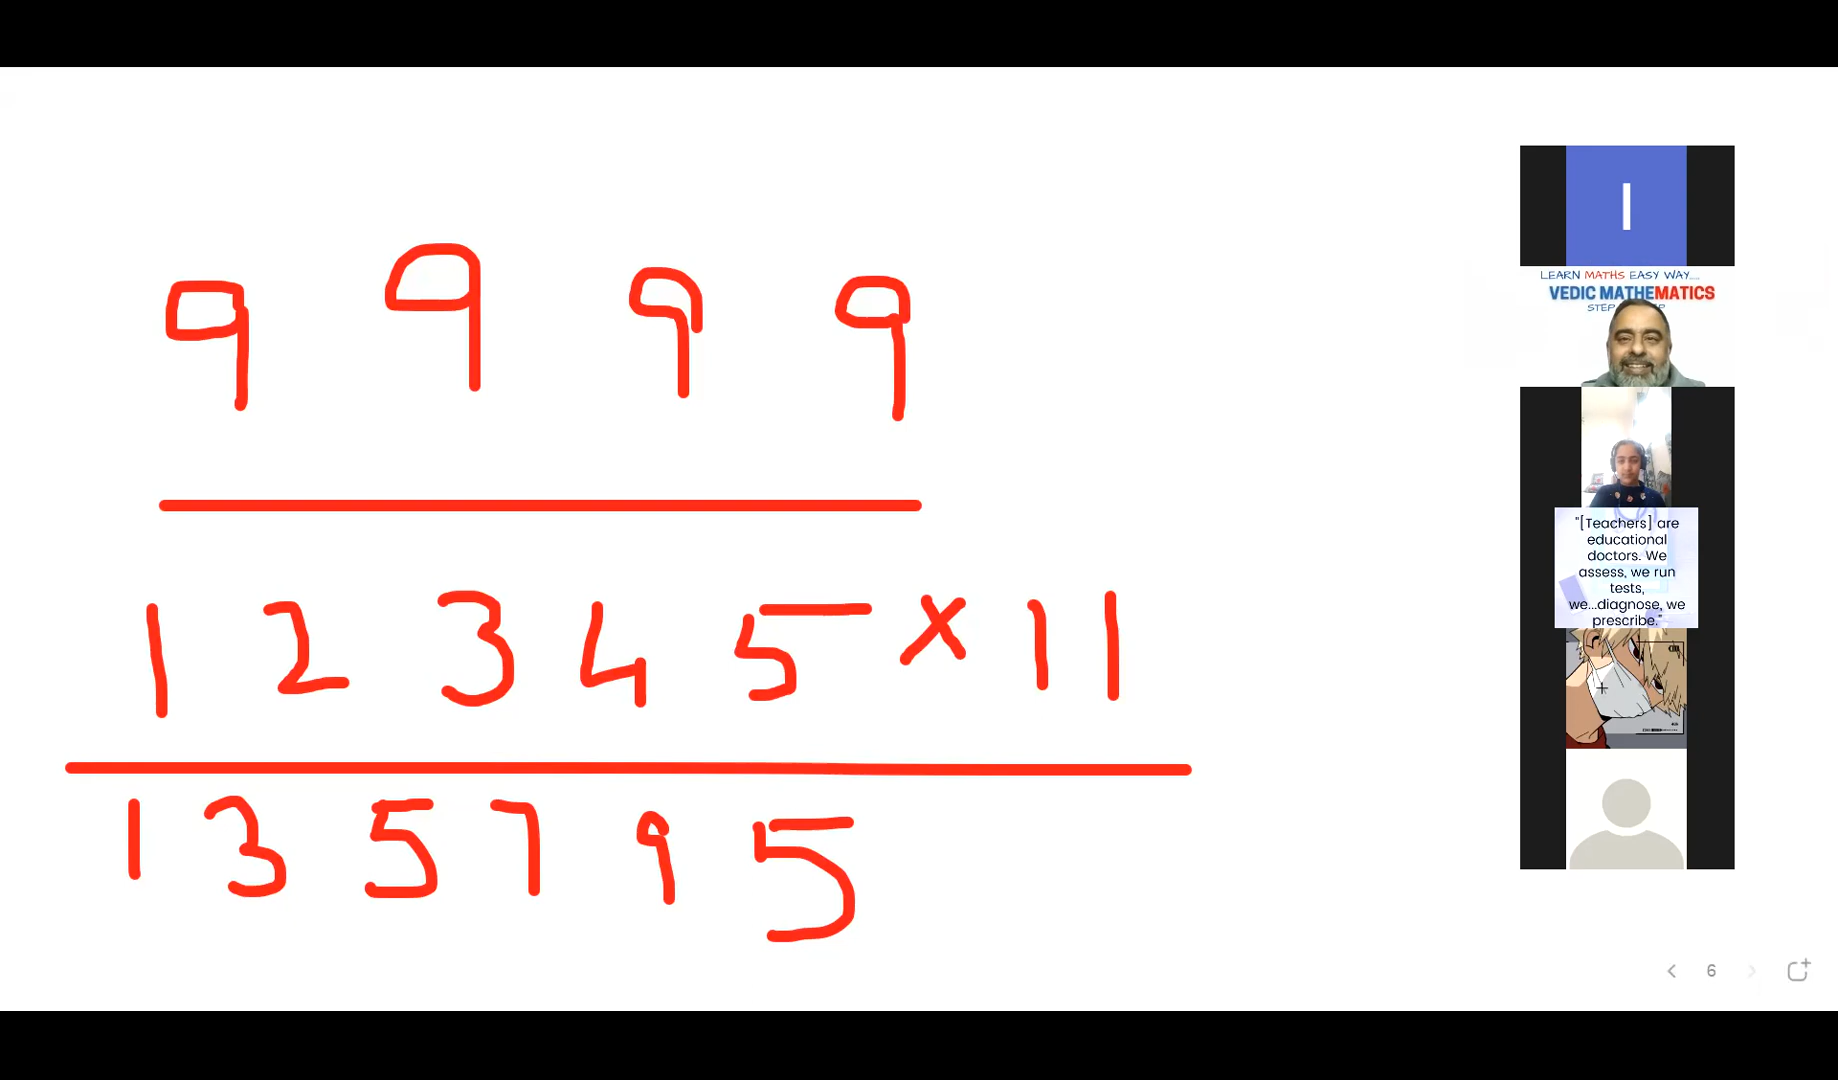 9 9 9 9
1 2 3 4 5 × 11
1 3 5 7 9 5
I
LEARN MATHS EASY WAY....
VEDIC MATHEMATICS
"[Teachers] are
educational
doctors. We
assess, we run
tests,
we...diagnose, we
prescribe."
6